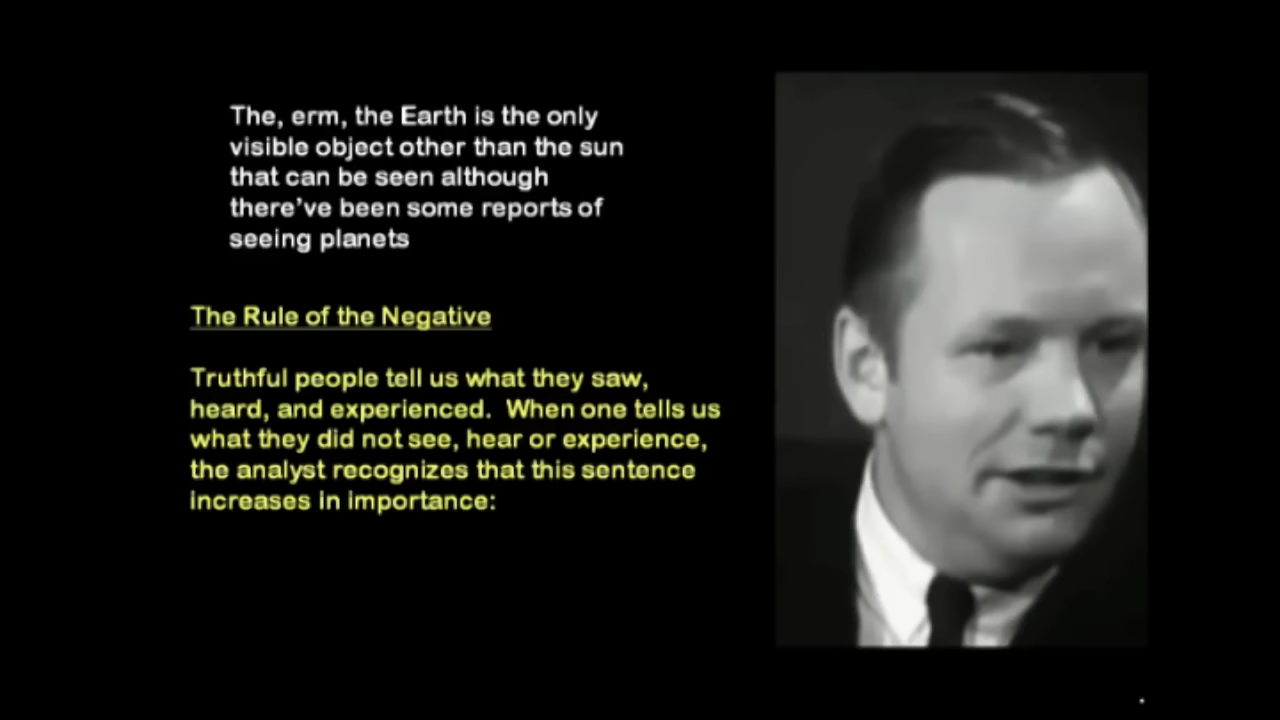 The, erm, the Earth is the only
visible object other than the sun
that can be seen although
there've been some reports of
seeing planets
The Rule of the Negative
Truthful people tell us what they saw,
heard, and experienced.  When one tells us
what they did not see, hear or experience,
the analyst recognizes that this sentence
increases in importance: